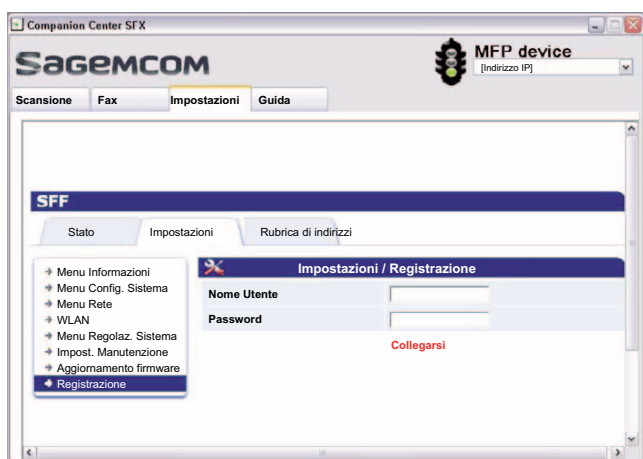 Companion Center SFX
Sagemcom
MFP device
[Indirizzo IP]
Scansione Fax Impostazioni Guida
SFF
Stato Impostazioni Rubrica di indirizzi
Menu Informazioni
Menu Config. Sistema
Menu Rete
WLAN
Menu Regolaz. Sistema
Impost. Manutenzione
Aggiornamento firmware
Registrazione
Impostazioni / Registrazione
Nome Utente
Password
Collegarsi